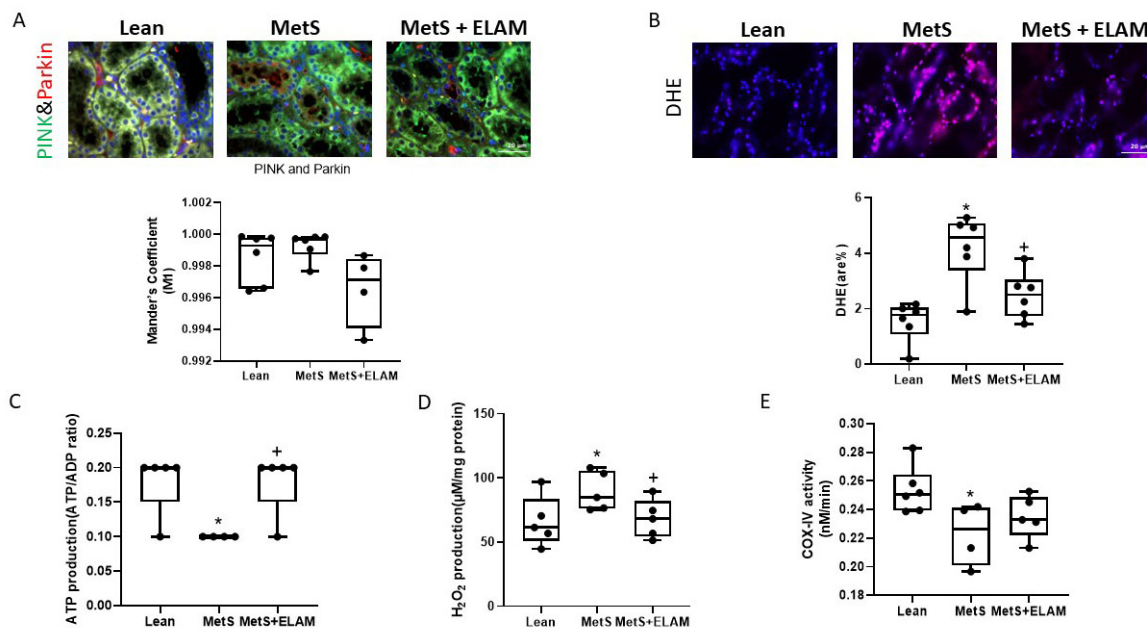 A
Lean MetS MetS + ELAM
PINK&Parkin
20 µm
PINK and Parkin
Mander's Coefficient
(M1)
1.002
1.000
0.998
0.996
0.994
0.992
Lean MetS MetS+ELAM
B
Lean MetS MetS + ELAM
DHE
20 µm
DHE(are%)
6
4
2
0
*
+
Lean MetS MetS+ELAM
C
ATP production(ATP/ADP ratio)
0.25
0.20
0.15
0.10
0.05
0.00
*
+
Lean MetS MetS+ELAM
D
H₂O₂ production(µM/mg protein)
150
100
50
0
*
+
Lean MetS MetS+ELAM
E
COX-IV activity
(nM/min)
0.30
0.28
0.26
0.24
0.22
0.20
0.18
*
Lean MetS MetS+ELAM